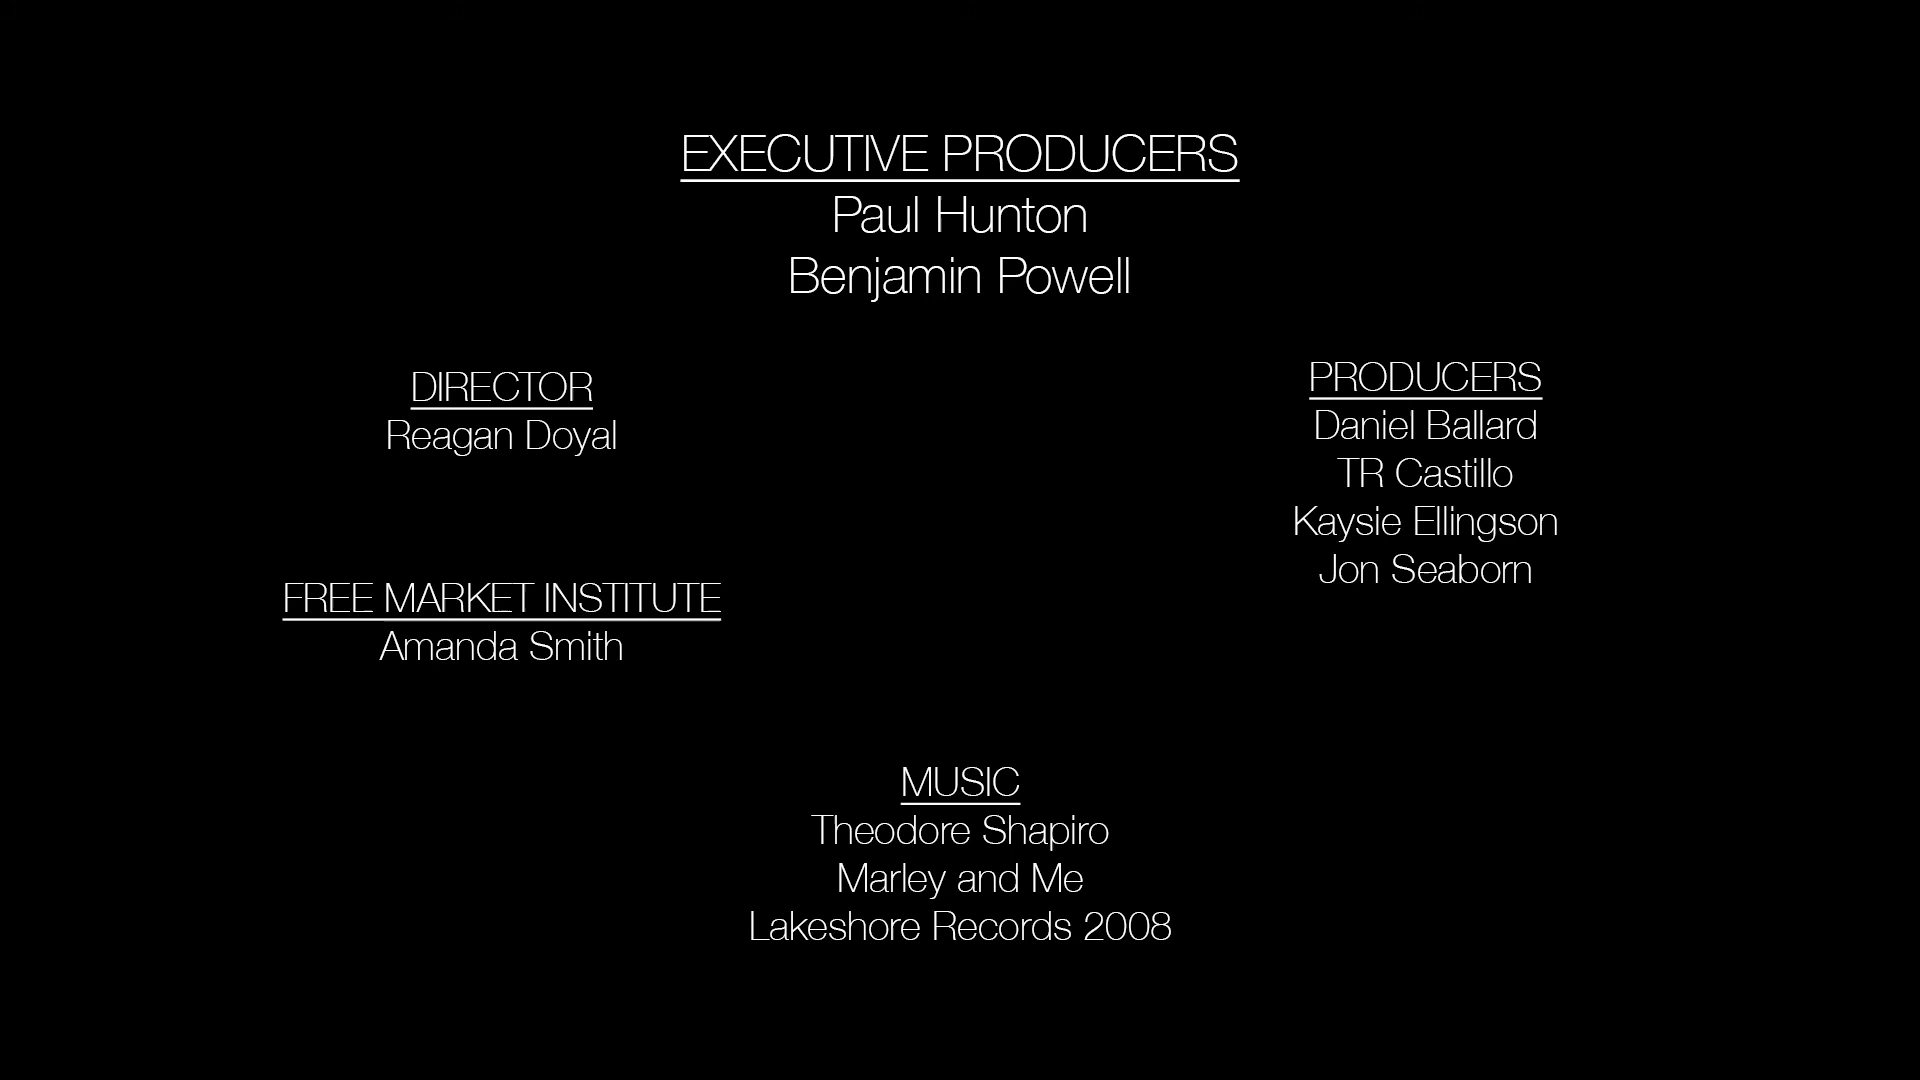 EXECUTIVE PRODUCERS
Paul Hunton
Benjamin Powell
DIRECTOR
Reagan Doyal
FREE MARKET INSTITUTE
Amanda Smith
PRODUCERS
Daniel Ballard
TR Castillo
Kaysie Ellingson
Jon Seaborn
MUSIC
Theodore Shapiro
Marley and Me
Lakeshore Records 2008